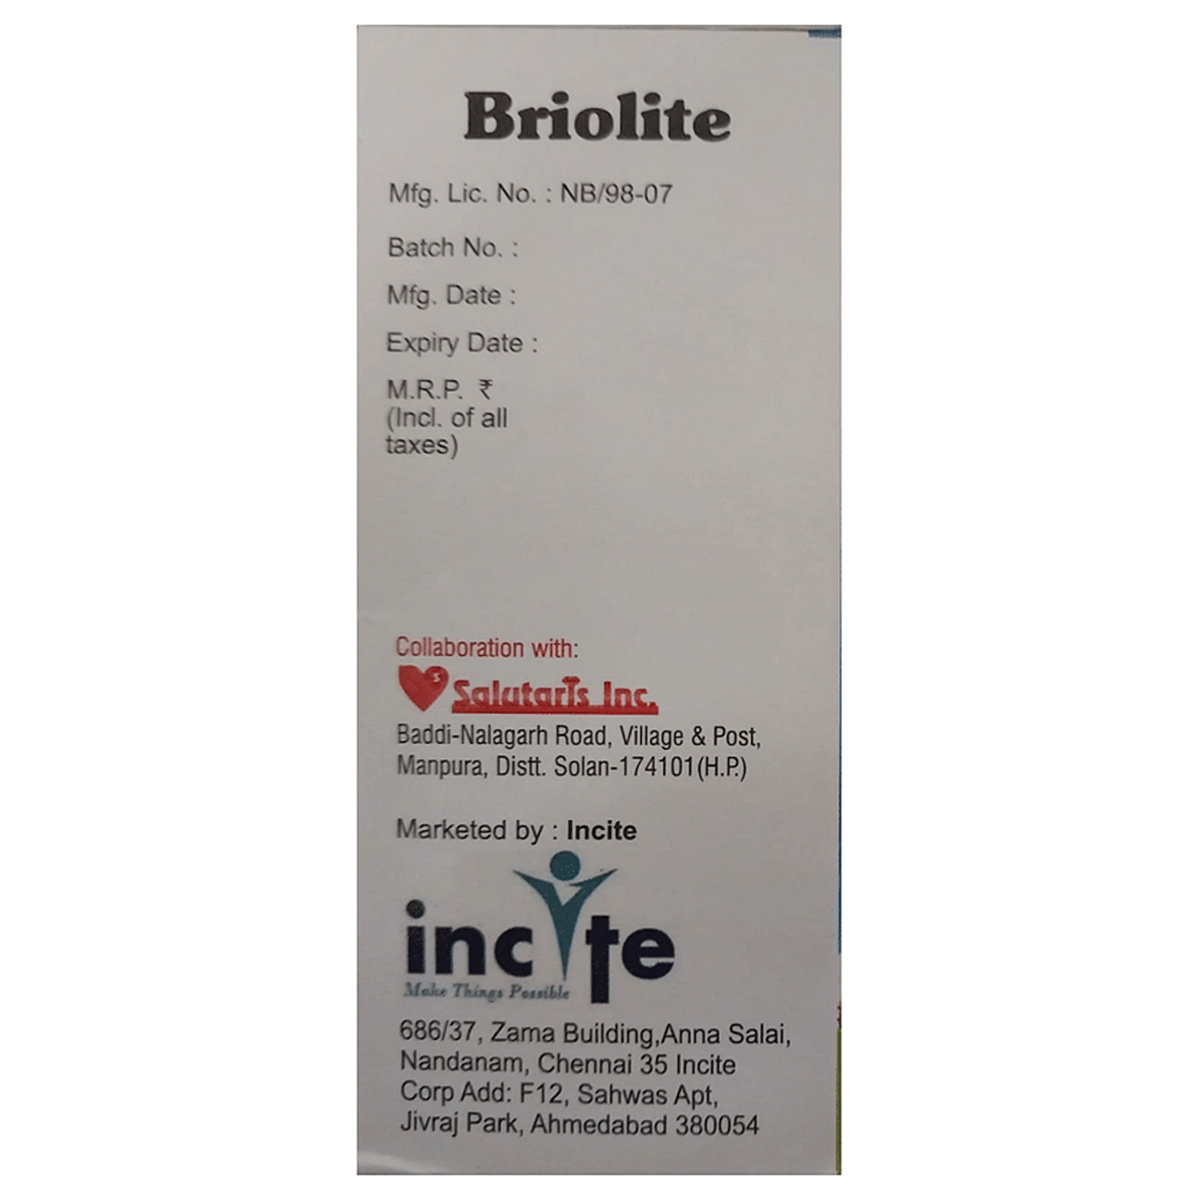 Briolite
Mfg. Lic. No. : NB/98-07
Batch No. :
Mfg. Date :
Expiry Date :
M.R.P. ₹
(Incl. of all
taxes)
Collaboration with:
S
Salutaris Inc.
Baddi-Nalagarh Road, Village & Post,
Manpura, Distt. Solan-174101(H.P.)
Marketed by : Incite
incite
Make Things Possible
686/37, Zama Building,Anna Salai,
Nandanam, Chennai 35 Incite
Corp Add: F12, Sahwas Apt,
Jivraj Park, Ahmedabad 380054